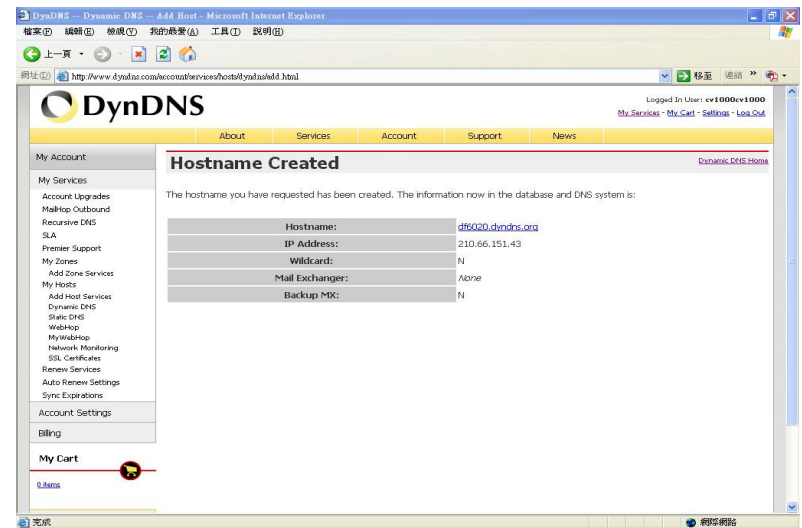 DynDNS -- Dynamic DNS -- Add Host - Microsoft Internet Explorer
檔案(F) 編輯(E) 檢視(V) 我的最愛(A) 工具(T) 說明(H)
上一頁
網址(D) http://www.dyndns.com/account/services/hosts/dyndns/add.html 移至 連結 »
DynDNS
Logged In User: cv1000cv1000
My Services - My Cart - Settings - Log Out
About Services Account Support News
My Account
My Services
Account Upgrades
MailHop Outbound
Recursive DNS
SLA
Premier Support
My Zones
Add Zone Services
My Hosts
Add Host Services
Dynamic DNS
Static DNS
WebHop
MyWebHop
Network Monitoring
SSL Certificates
Renew Services
Auto Renew Settings
Sync Expirations
Account Settings
Billing
My Cart
0 items
Hostname Created
Dynamic DNS Home
The hostname you have requested has been created. The information now in the database and DNS system is:
Hostname: df6020.dyndns.org
IP Address: 210.66.151.43
Wildcard: N
Mail Exchanger: None
Backup MX: N
完成
網際網路